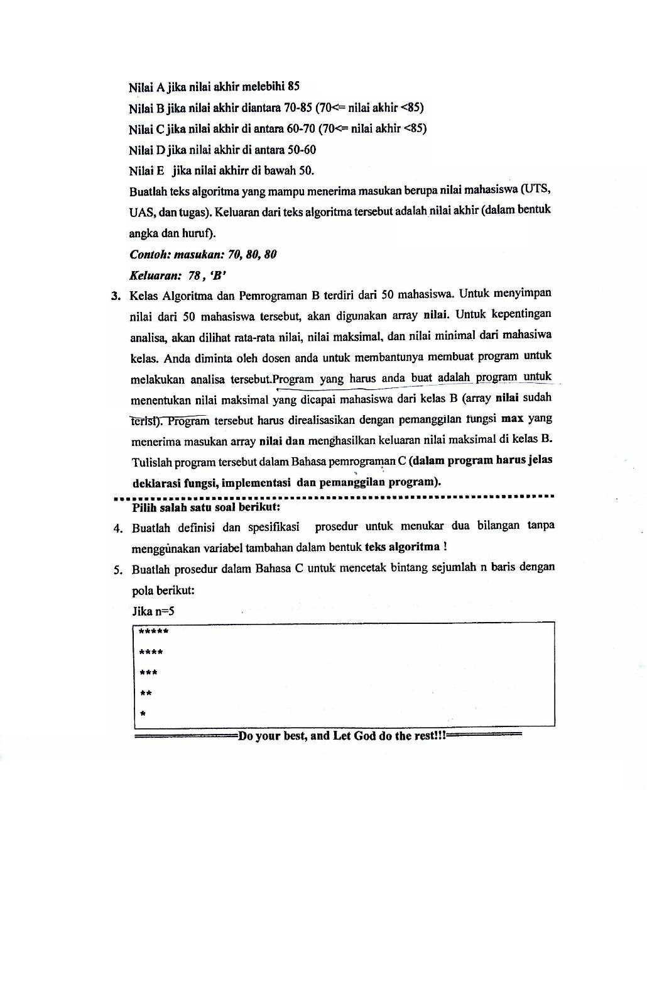 Nilai A jika nilai akhir melebihi 85
Nilai B jika nilai akhir diantara 70-85 (70<= nilai akhir <85)
Nilai C jika nilai akhir di antara 60-70 (70<= nilai akhir <85)
Nilai D jika nilai akhir di antara 50-60
Nilai E jika nilai akhirr di bawah 50.
Buatlah teks algoritma yang mampu menerima masukan berupa nilai mahasiswa (UTS,
UAS, dan tugas). Keluaran dari teks algoritma tersebut adalah nilai akhir (dalam bentuk
angka dan huruf).
Contoh: masukan: 70, 80, 80
Keluaran: 78 , ‘B’
3. Kelas Algoritma dan Pemrograman B terdiri dari 50 mahasiswa. Untuk menyimpan
nilai dari 50 mahasiswa tersebut, akan digunakan array nilai. Untuk kepentingan
analisa, akan dilihat rata-rata nilai, nilai maksimal, dan nilai minimal dari mahasiwa
kelas. Anda diminta oleh dosen anda untuk membantunya membuat program untuk
melakukan analisa tersebut.Program yang harus anda buat adalah program untuk
menentukan nilai maksimal yang dicapai mahasiswa dari kelas B (array nilai sudah
terisi). Program tersebut harus direalisasikan dengan pemanggilan fungsi max yang
menerima masukan array nilai dan menghasilkan keluaran nilai maksimal di kelas B.
Tulislah program tersebut dalam Bahasa pemrograman C (dalam program harus jelas
deklarasi fungsi, implementasi dan pemanggilan program).
Pilih salah satu soal berikut:
4. Buatlah definisi dan spesifikasi prosedur untuk menukar dua bilangan tanpa
menggunakan variabel tambahan dalam bentuk teks algoritma !
5. Buatlah prosedur dalam Bahasa C untuk mencetak bintang sejumlah n baris dengan
pola berikut:
Jika n=5
*****
****
***
**
*
Do your best, and Let God do the rest!!!